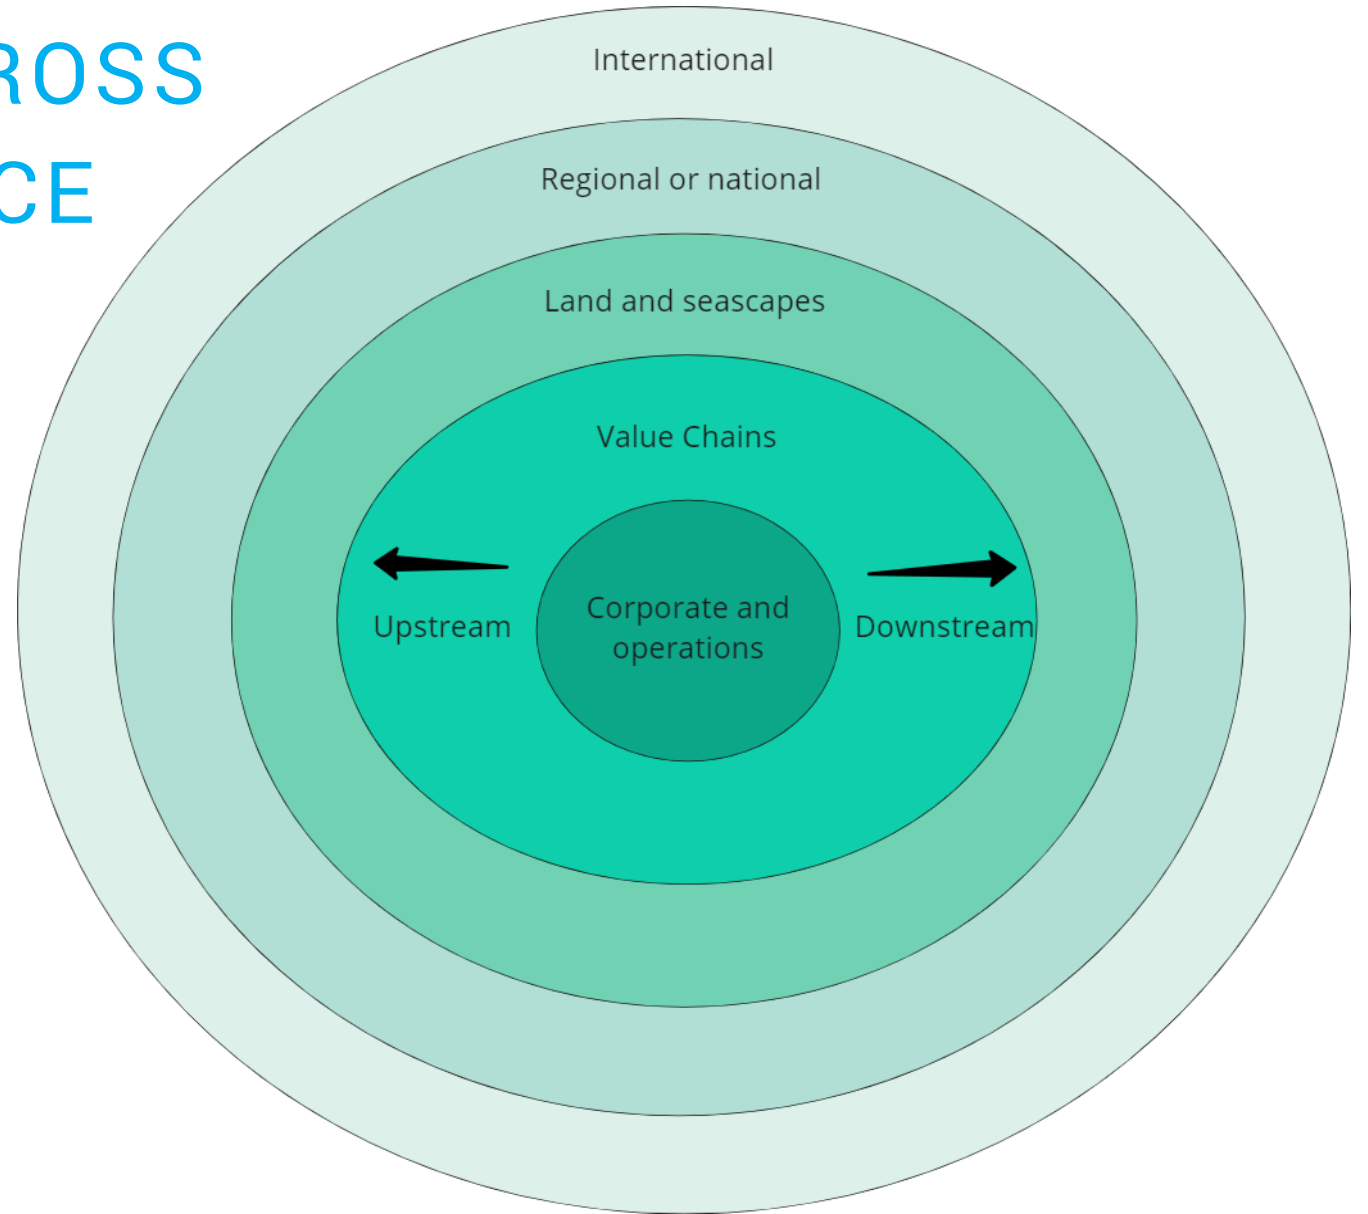 ROSS
CE
International
Regional or national
Land and seascapes
Value Chains
Upstream
Corporate and
operations
Downstream